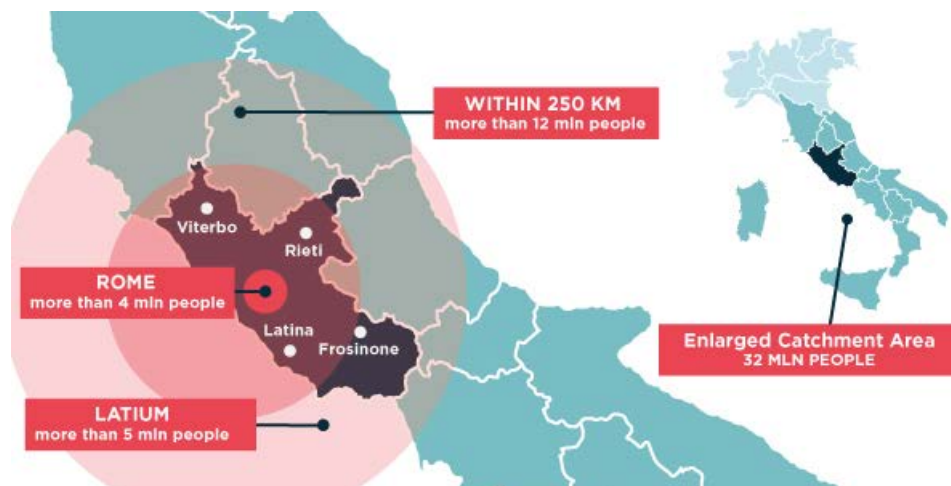 WITHIN 250 KM
more than 12 mln people
Viterbo
Rieti
ROME
more than 4 mln people
Latina
Frosinone
Enlarged Catchment Area
32 MLN PEOPLE
LATIUM
more than 5 mln people